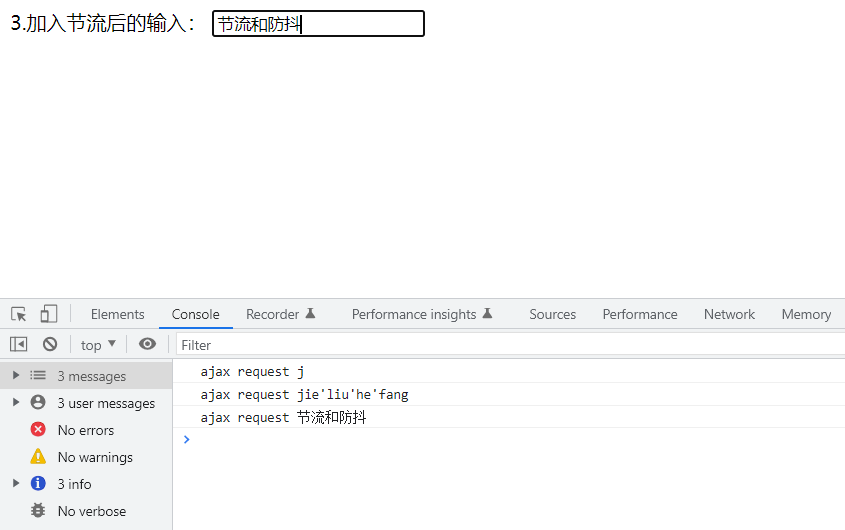 3.加入节流后的输入： 节流和防抖
Elements Console Recorder Performance insights Sources Performance Network Memory
top Filter
3 messages
3 user messages
No errors
No warnings
3 info
No verbose
ajax request j
ajax request jie'liu'he'fang
ajax request 节流和防抖